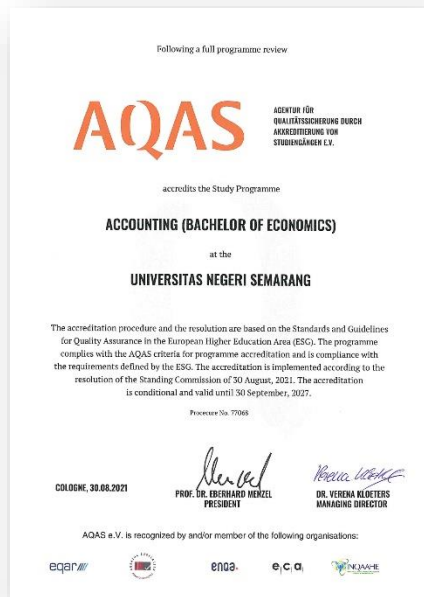 Following a full programme review
AQAS
AGENTUR FÜR
QUALITÄTSSICHERUNG DURCH
AKKREDITIERUNG VON
STUDIENGÄNGEN E.V.
accredits the Study Programme
ACCOUNTING (BACHELOR OF ECONOMICS)
at the
UNIVERSITAS NEGERI SEMARANG
The accreditation procedure and the resolution are based on the Standards and Guidelines
for Quality Assurance in the European Higher Education Area (ESG). The programme
complies with the AQAS criteria for programme accreditation and is compliance with
the requirements defined by the ESG. The accreditation is implemented according to the
resolution of the Standing Commission of 30 August, 2021. The accreditation
is conditional and valid until 30 September, 2027.
Procecure No. 77068
COLOGNE, 30.08.2021
PROF. DR. EBERHARD MENZEL
PRESIDENT
DR. VERENA KLOETERS
MANAGING DIRECTOR
AQAS e.V. is recognized by and/or member of the following organisations:
eqar
enqa.
e|c|a|
INQAAHE